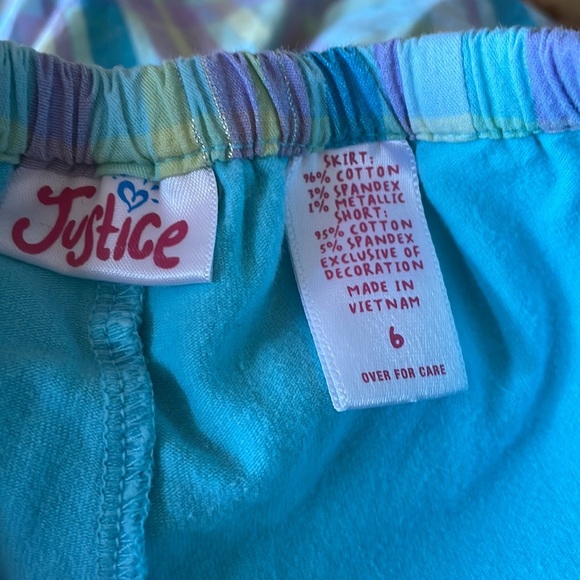 Justice
SKIRT:
96% COTTON
3% SPANDEX
1% METALLIC
SHORT:
95% COTTON
5% SPANDEX
EXCLUSIVE OF
DECORATION
MADE IN
VIETNAM
6
OVER FOR CARE